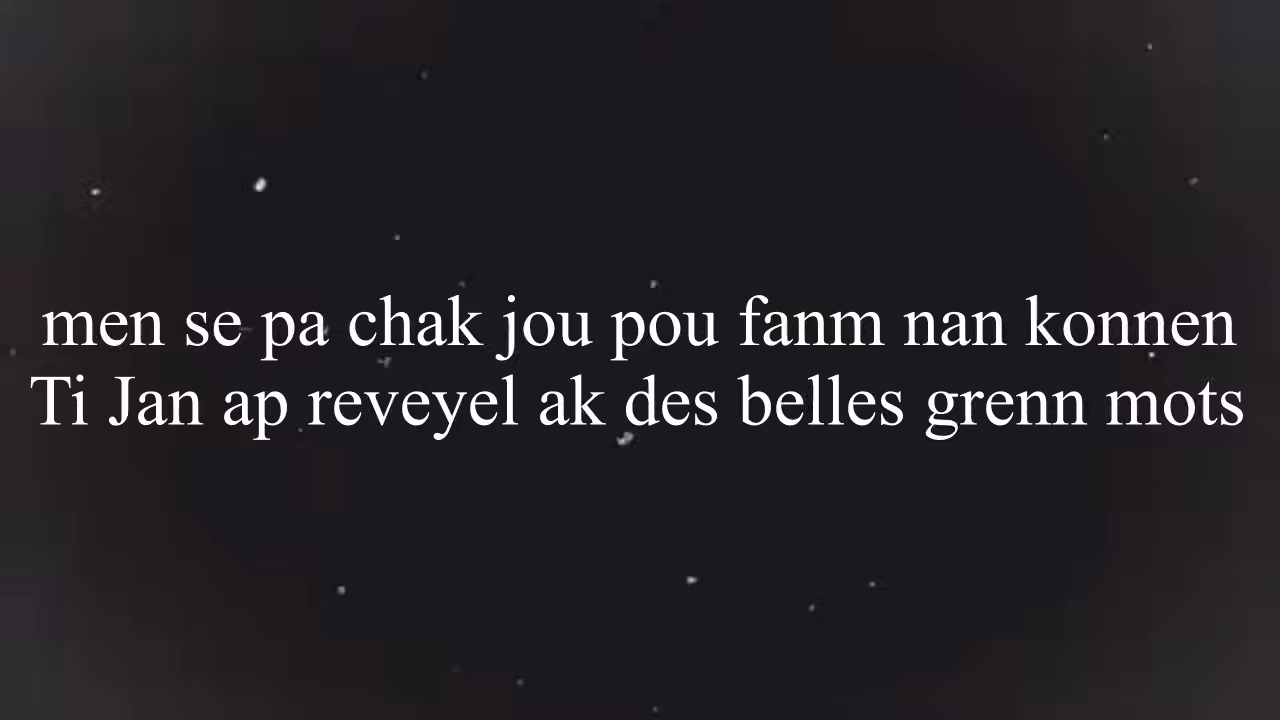 men se pa chak jou pou fanm nan konnen
Ti Jan ap reveyel ak des belles grenn mots